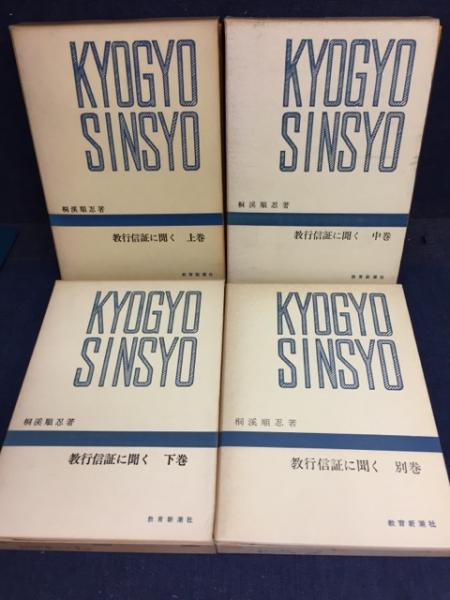 KYOGYO
SINSYO
桐溪順忍著
教行信証に聞く 上巻
教育新潮社
KYOGYO
SINSYO
桐溪順忍著
教行信証に聞く 中巻
教育新潮社
KYOGYO
SINSYO
桐溪順忍著
教行信証に聞く 下巻
教育新潮社
KYOGYO
SINSYO
桐溪順忍著
教行信証に聞く 別巻
教育新潮社